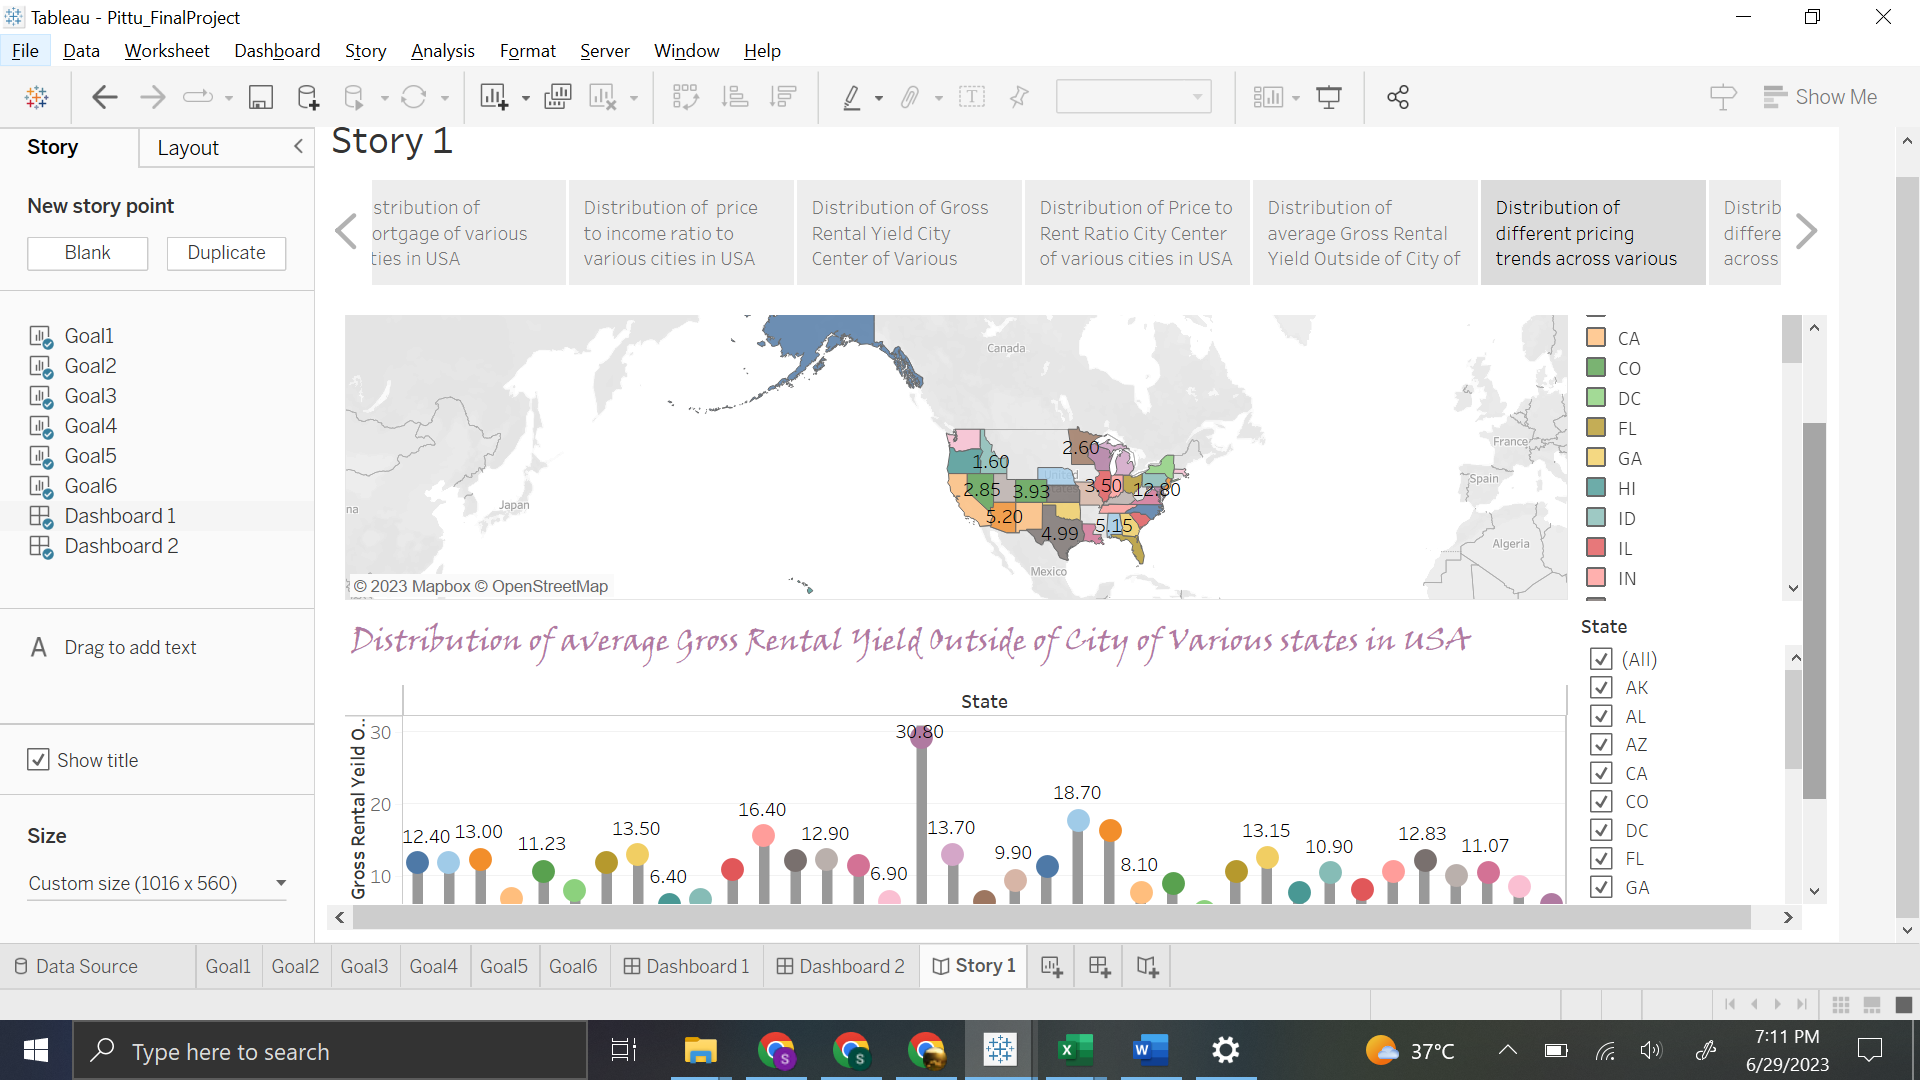 Tableau - Pittu_FinalProject
File Data Worksheet Dashboard Story Analysis Format Server Window Help
Show Me
Story Layout
New story point
Blank Duplicate
Goal1
Goal2
Goal3
Goal4
Goal5
Goal6
Dashboard 1
Dashboard 2
A Drag to add text
Show title
Size
Custom size (1016 x 560)
Story 1
stribution of
ortgage of various
ties in USA
Distribution of price
to income ratio to
various cities in USA
Distribution of Gross
Rental Yield City
Center of Various
Distribution of Price to
Rent Ratio City Center
of various cities in USA
Distribution of
average Gross Rental
Yield Outside of City of
Distribution of
different pricing
trends across various
Distrib
differe
across
Canada
Japan
na
United
States
Mexico
France
Spain
Algeria
2.60
1.60
2.85 3.93 3.50 12.80
5.20
4.99 5.15
© 2023 Mapbox © OpenStreetMap
CA
CO
DC
FL
GA
HI
ID
IL
IN
Distribution of average Gross Rental Yield Outside of City of Various states in USA
State
Gross Rental Yeild O..
30
20
10
12.40
13.00
11.23
13.50
6.40
16.40
12.90
6.90
30.80
13.70
9.90
18.70
8.10
13.15
10.90
12.83
11.07
State
(All)
AK
AL
AZ
CA
CO
DC
FL
GA
Data Source Goal1 Goal2 Goal3 Goal4 Goal5 Goal6 Dashboard 1 Dashboard 2 Story 1
Type here to search
S
S
X
W
37°C
7:11 PM
6/29/2023